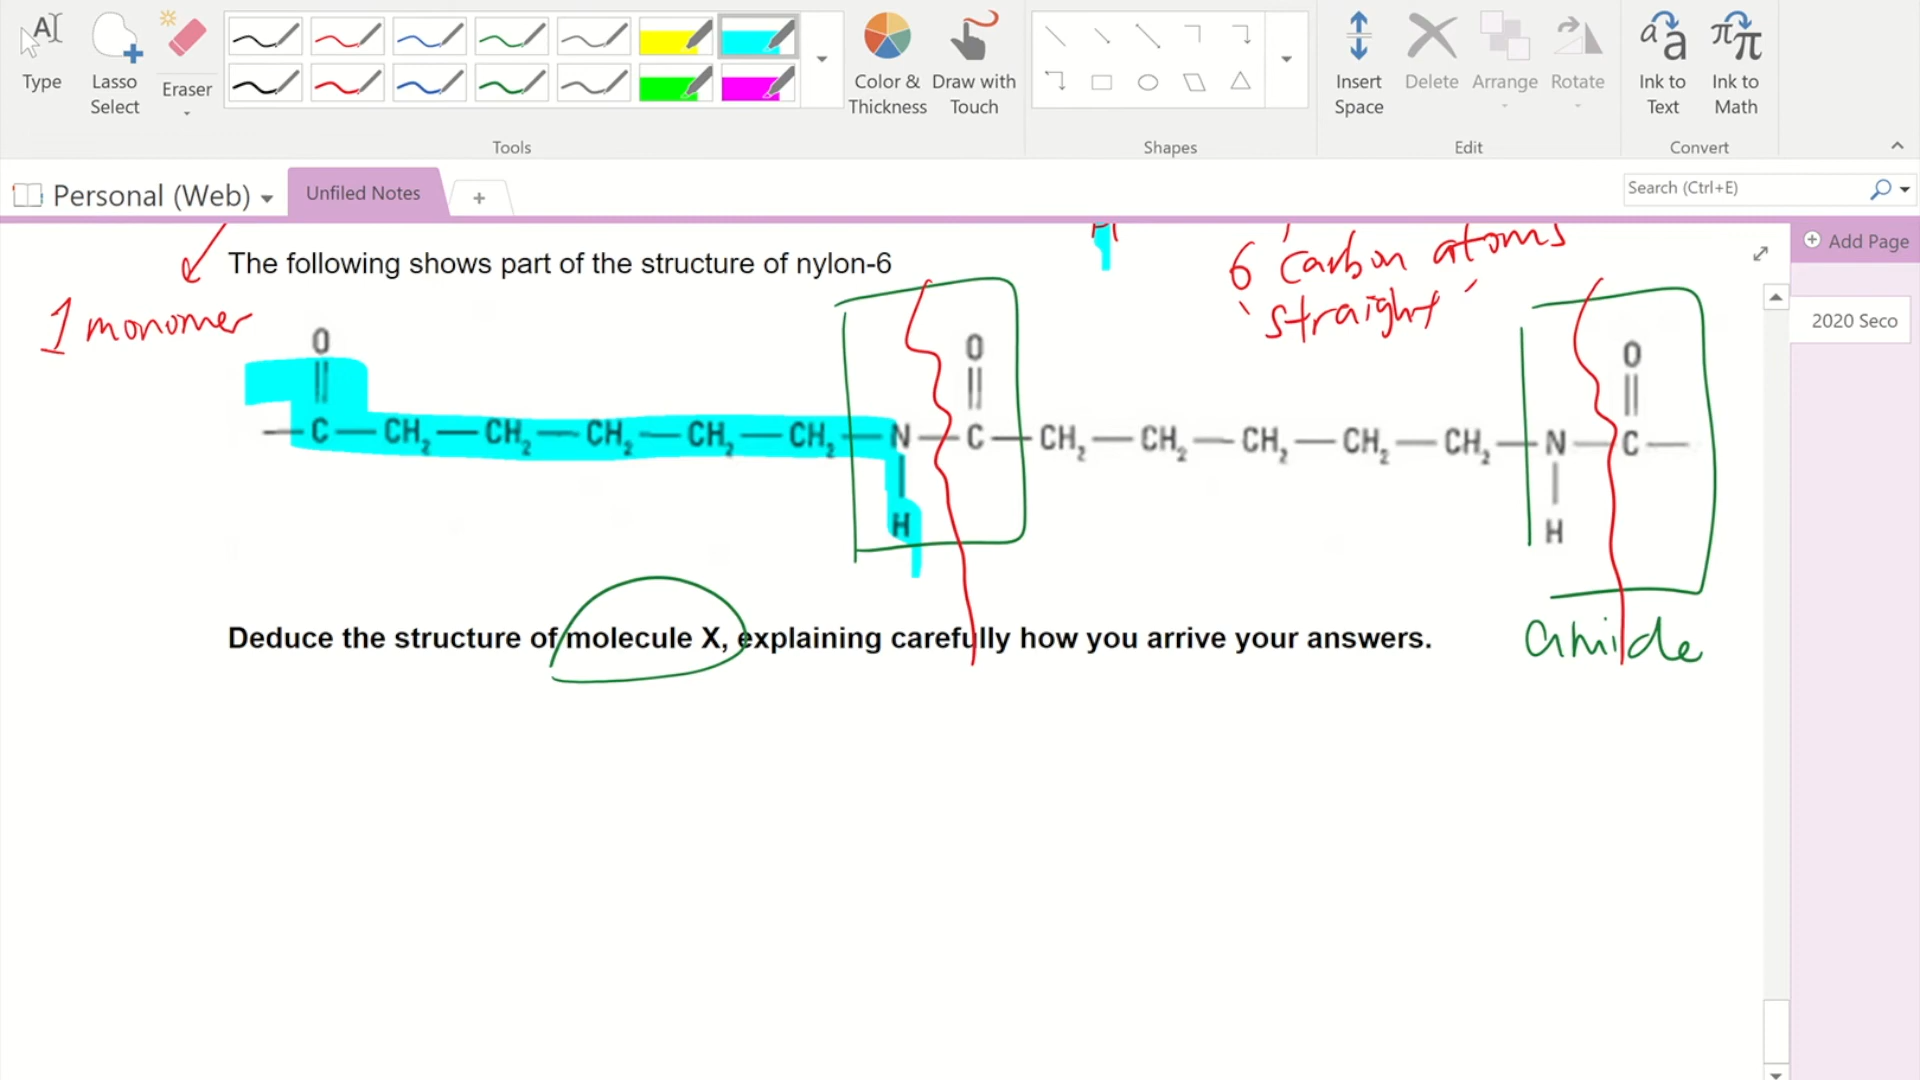 Type
Lasso Select
Eraser
Color & Thickness
Draw with Touch
Insert Space
Delete
Arrange
Rotate
Ink to Text
Ink to Math
Tools
Shapes
Edit
Convert
Personal (Web)
Unfiled Notes
+
Search (Ctrl+E)
Add Page
2020 Seco
6 carbon atoms
'straight'
The following shows part of the structure of nylon-6
1 monomer
O O O
— C — CH2 — CH2 — CH2 — CH2 — CH2 — N — C — CH2 — CH2 — CH2 — CH2 — CH2 — N — C —
H H
Deduce the structure of molecule X, explaining carefully how you arrive your answers.
amide